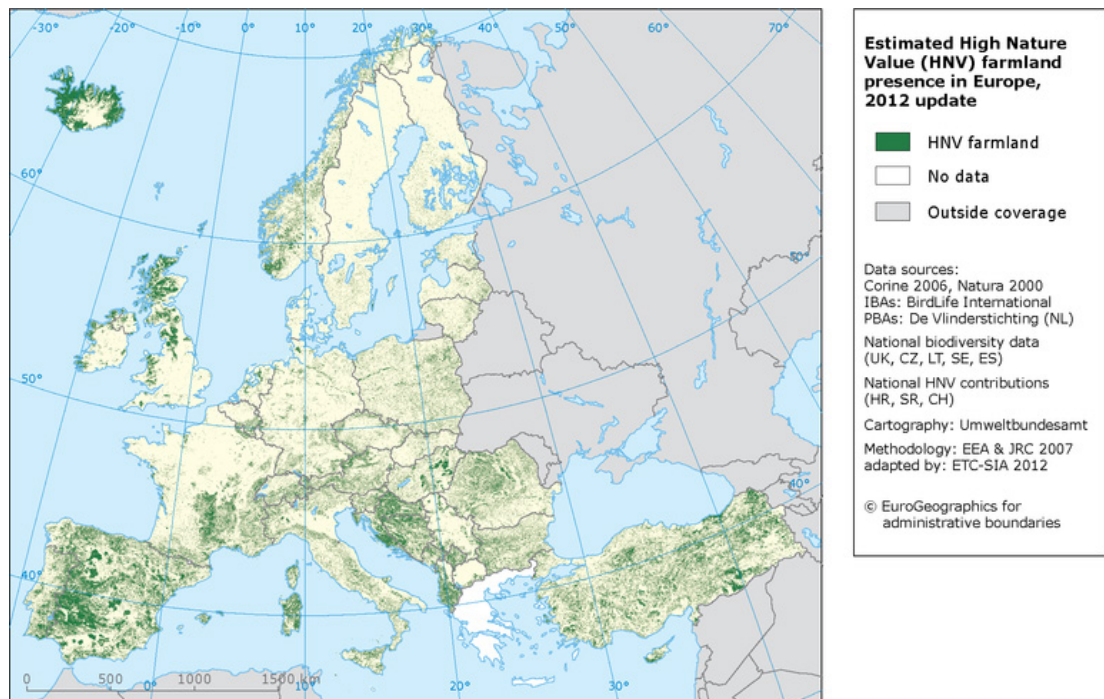 -30°
-20°
-10°
0°
10°
20°
30°
40°
50°
60°
70°
60°
50°
40°
50°
40°
0
500
1000
1500 km
0°
10°
20°
30°
Estimated High Nature
Value (HNV) farmland
presence in Europe,
2012 update
HNV farmland
No data
Outside coverage
Data sources:
Corine 2006, Natura 2000
IBAs: BirdLife International
PBAs: De Vlinderstichting (NL)
National biodiversity data
(UK, CZ, LT, SE, ES)
National HNV contributions
(HR, SR, CH)
Cartography: Umweltbundesamt
Methodology: EEA & JRC 2007
adapted by: ETC-SIA 2012
© EuroGeographics for
administrative boundaries